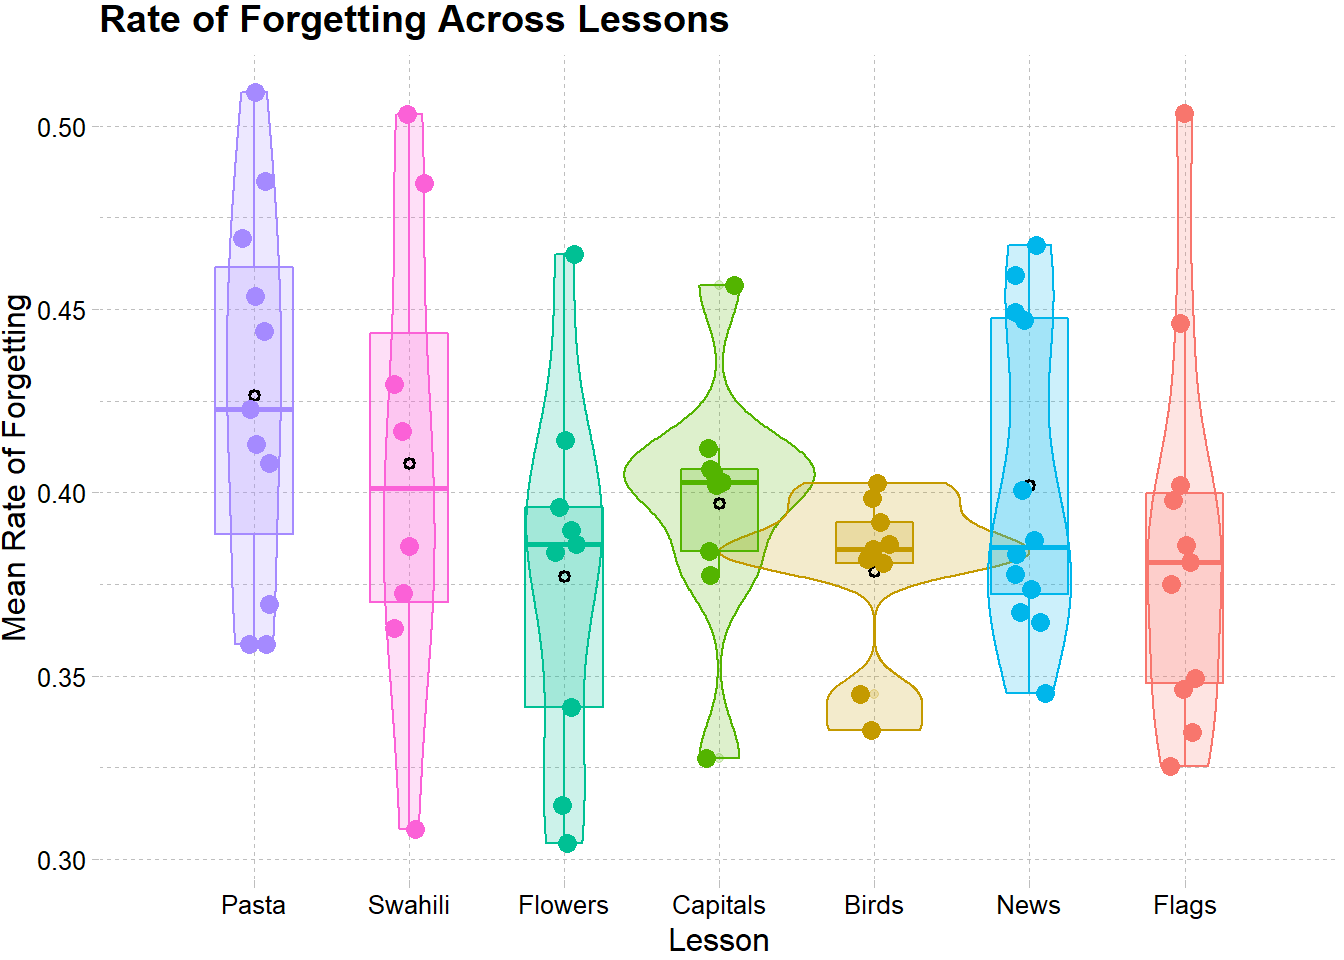 Rate of Forgetting Across Lessons
Mean Rate of Forgetting
0.50
0.45
0.40
0.35
0.30
Pasta Swahili Flowers Capitals Birds News Flags
Lesson